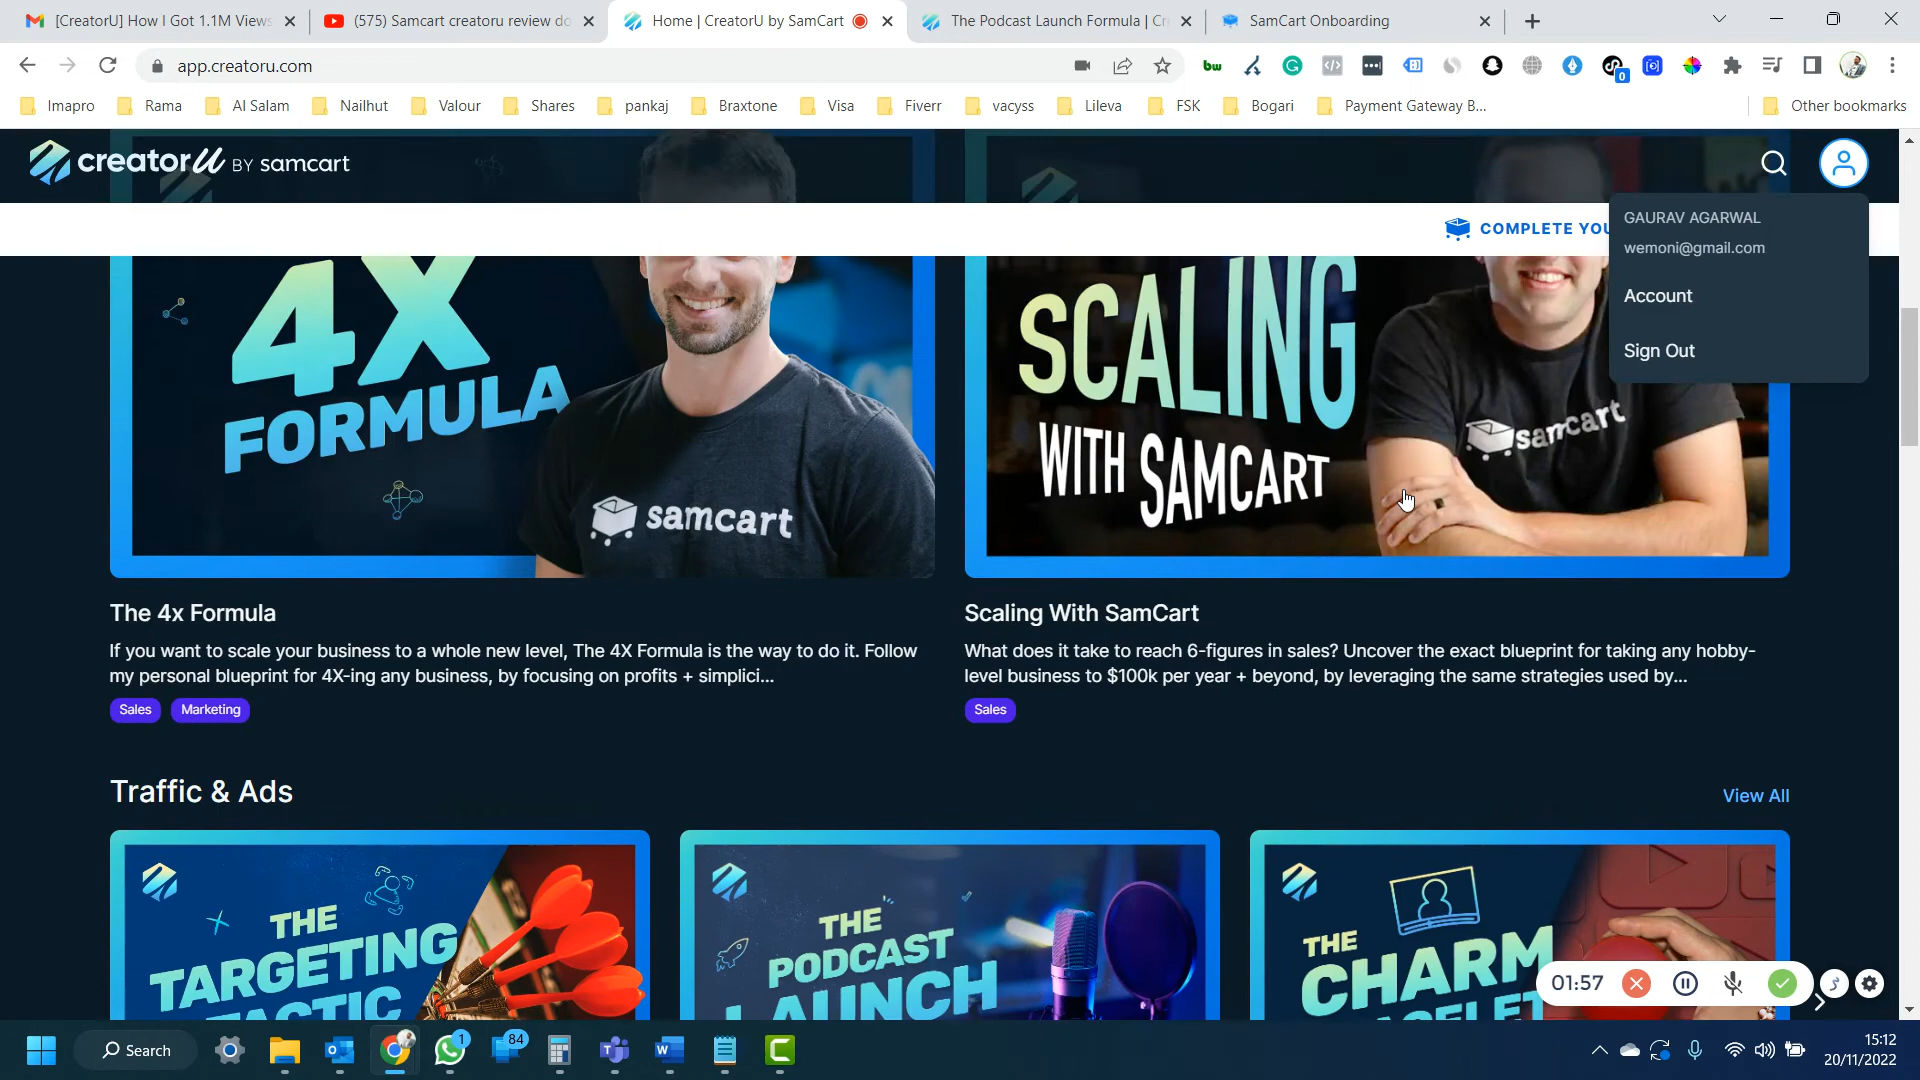 [CreatorU] How I Got 1.1M Views
(575) Samcart creatoru review do
Home | CreatorU by SamCart
The Podcast Launch Formula | Cr
SamCart Onboarding
app.creatoru.com
bw
0
Imapro
Rama
Al Salam
Nailhut
Valour
Shares
pankaj
Braxtone
Visa
Fiverr
vacyss
Lileva
FSK
Bogari
Payment Gateway B...
Other bookmarks
creatorU BY samcart
COMPLETE YOU
GAURAV AGARWAL
wemoni@gmail.com
Account
Sign Out
4X
FORMULA
samcart
SCALING
WITH SAMCART
samcart
The 4x Formula
If you want to scale your business to a whole new level, The 4X Formula is the way to do it. Follow
my personal blueprint for 4X-ing any business, by focusing on profits + simplici...
Sales
Marketing
Scaling With SamCart
What does it take to reach 6-figures in sales? Uncover the exact blueprint for taking any hobby-
level business to $100k per year + beyond, by leveraging the same strategies used by...
Sales
Traffic & Ads
View All
THE
TARGETING
TACTIC
THE
PODCAST
LAUNCH
THE
CHARM
BRACELET
01:57
Search
1
84
15:12
20/11/2022